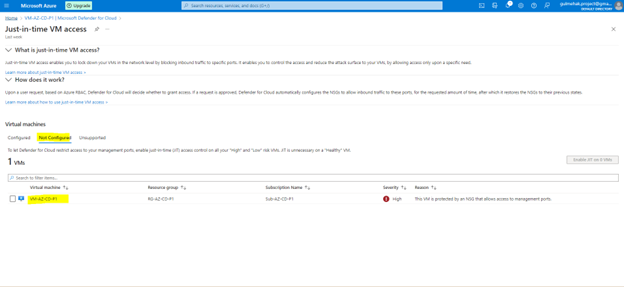 Microsoft Azure
Upgrade
Search resources, services, and docs (G+/)
DEFAULT DIRECTORY
Home > VM-AZ-CD-P1 | Microsoft Defender for Cloud >
Just-in-time VM access
Last week
What is just-in-time VM access?
Just-in-time VM access enables you to lock down your VMs in the network level by blocking inbound traffic to specific ports. It enables you to control the access and reduce the attack surface to your VMs, by allowing access only upon a specific need.
Learn more about just-in-time VM access >
How does it work?
Upon a user request, based on Azure RBAC, Defender for Cloud will decide whether to grant access. If a request is approved, Defender for Cloud automatically configures the NSGs to allow inbound traffic to these ports, for the requested amount of time, after which it restores the NSGs to their previous states.
Learn more about how to use just-in-time VM access >
Virtual machines
Configured Not Configured Unsupported
To let Defender for Cloud restrict access to your management ports, enable just-in-time (JIT) access control on all your "High" and "Low" risk VMs. JIT is unnecessary on a "Healthy" VM.
1 VMs
Enable JIT on 0 VMs
Search to filter items...
Virtual machine Resource group Subscription Name Severity Reason
VM-AZ-CD-P1 RG-AZ-CD-P1 Sub-AZ-CD-P1 High This VM is protected by an NSG that allows access to management ports.